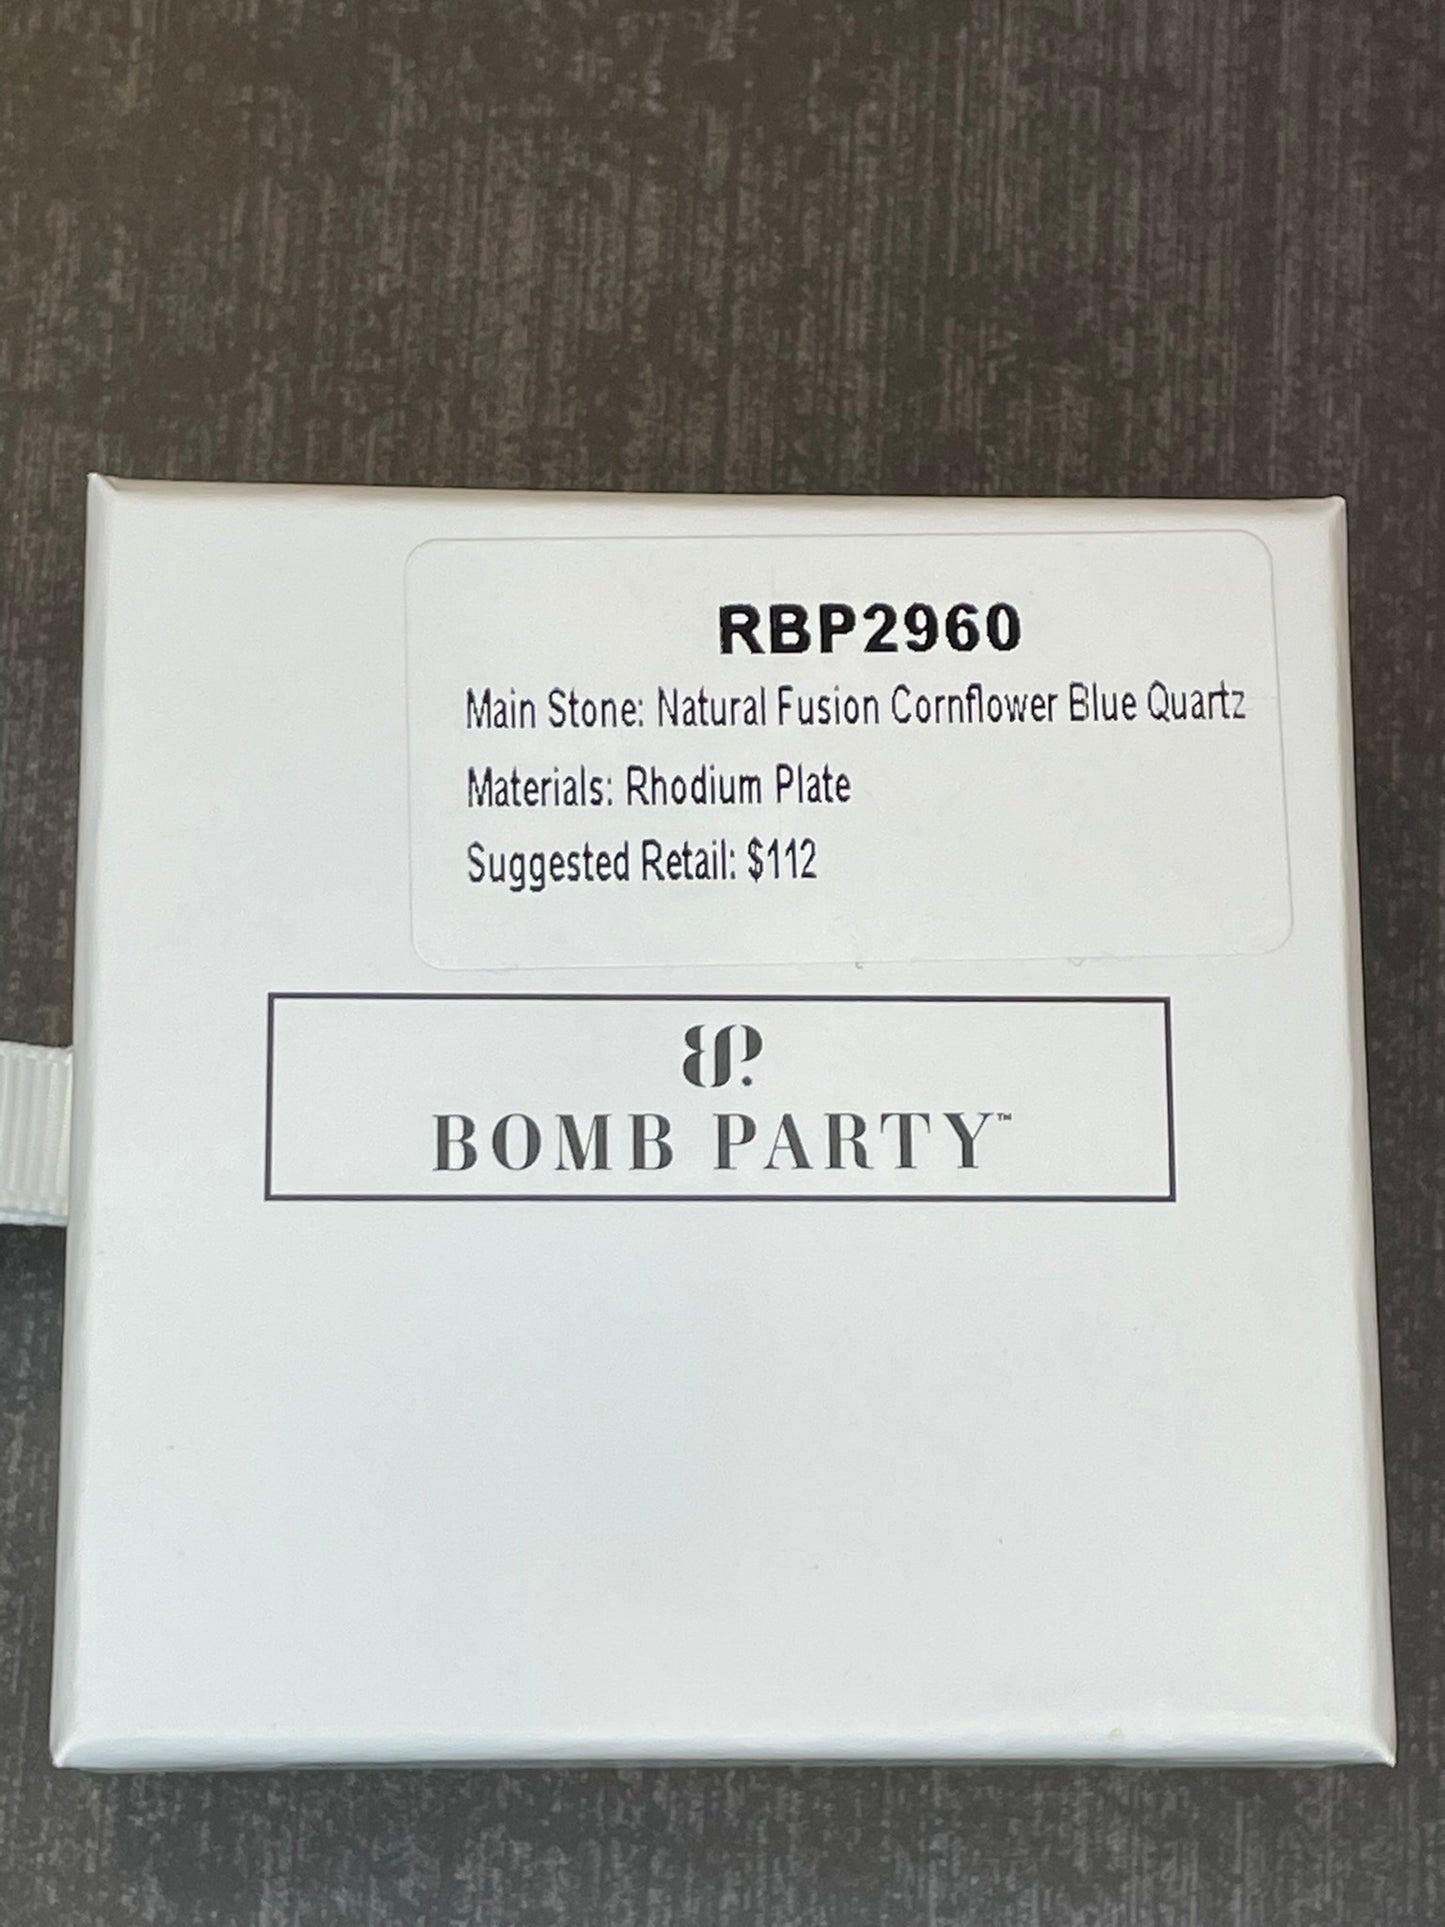 RBP2960
Main Stone: Natural Fusion Cornflower Blue Quartz
Materials: Rhodium Plate
Suggested Retail: $112
BP.
BOMB PARTY™